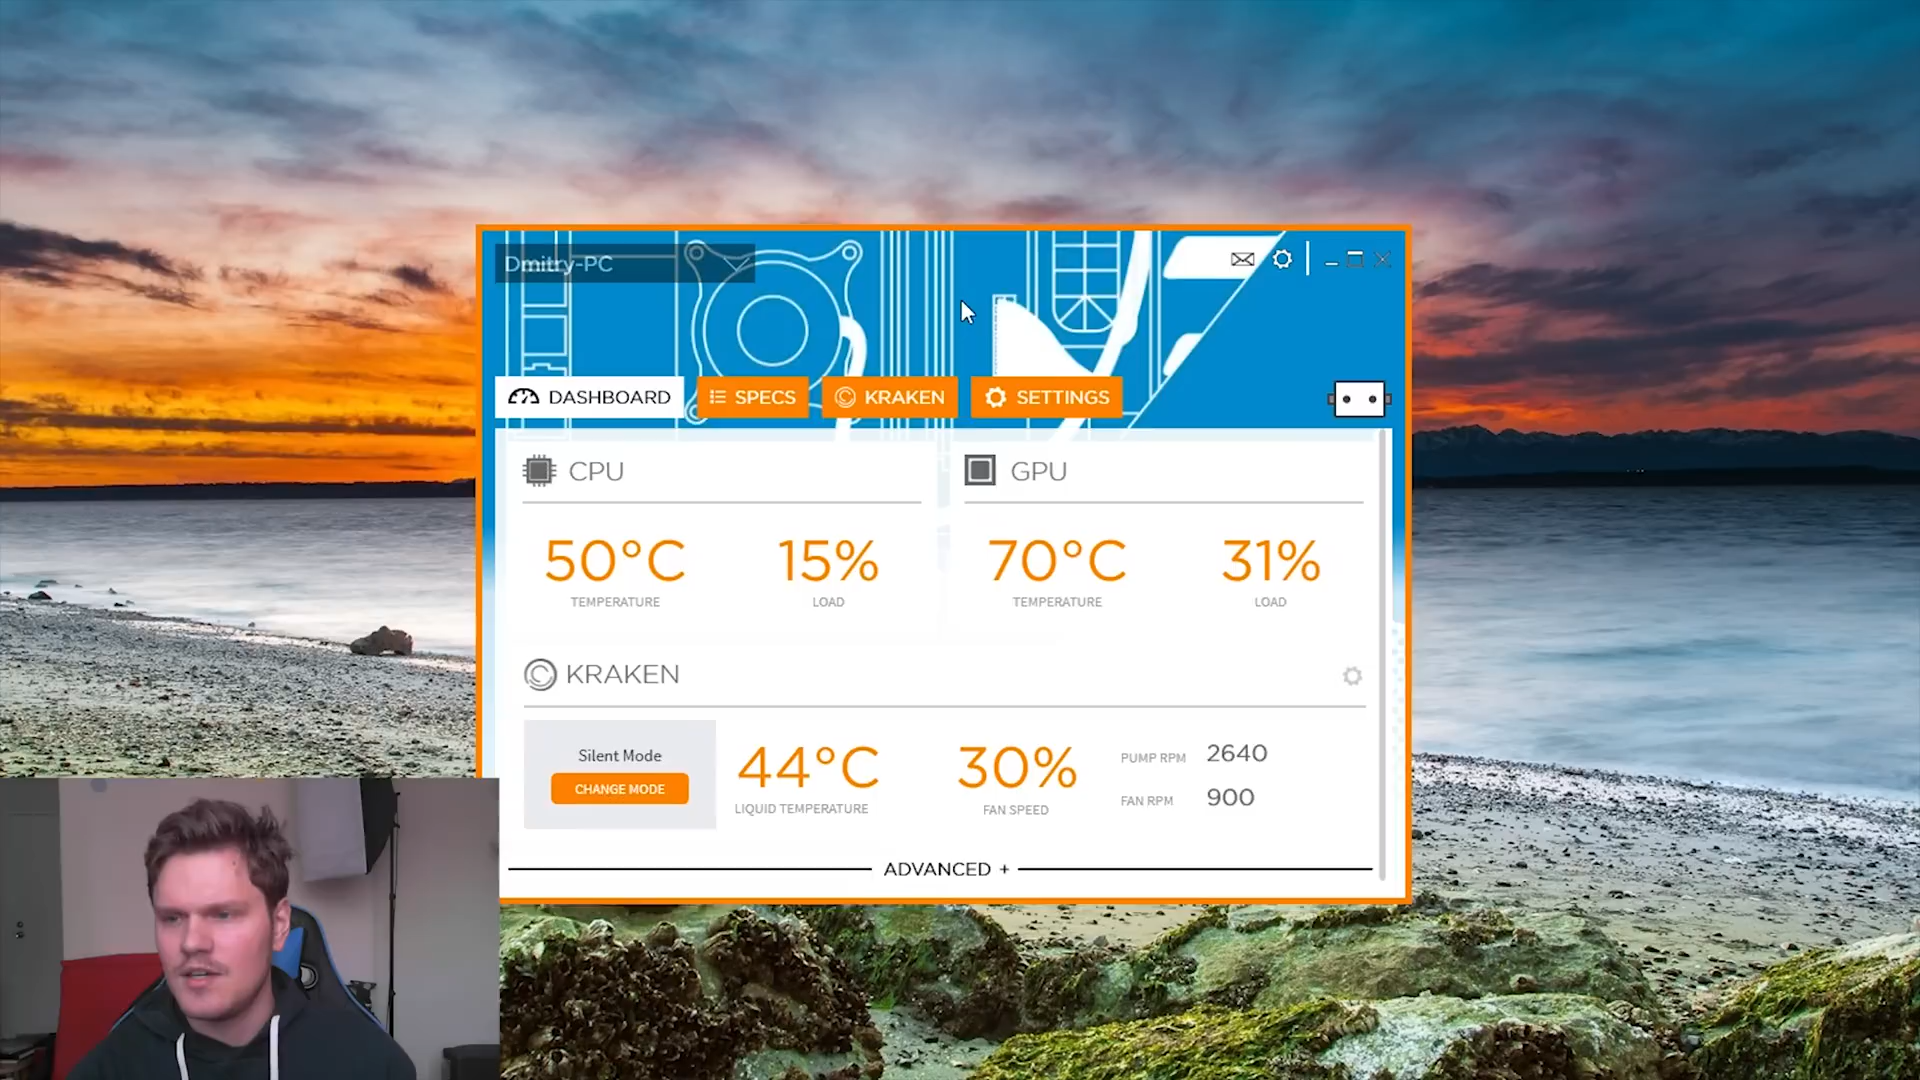 Dmitry-PC
DASHBOARD
SPECS
KRAKEN
SETTINGS
CPU
GPU
50°C
15%
70°C
31%
TEMPERATURE
LOAD
TEMPERATURE
LOAD
KRAKEN
Silent Mode
CHANGE MODE
44°C
LIQUID TEMPERATURE
30%
FAN SPEED
PUMP RPM 2640
FAN RPM 900
ADVANCED +